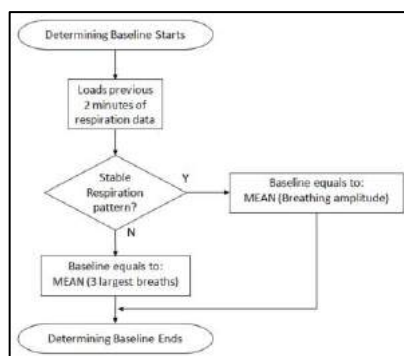 Determining Baseline Starts
Loads previous
2 minutes of
respiration data
Stable
Respiration
pattern?
Y
Baseline equals to:
MEAN (Breathing amplitude)
N
Baseline equals to:
MEAN (3 largest breaths)
Determining Baseline Ends